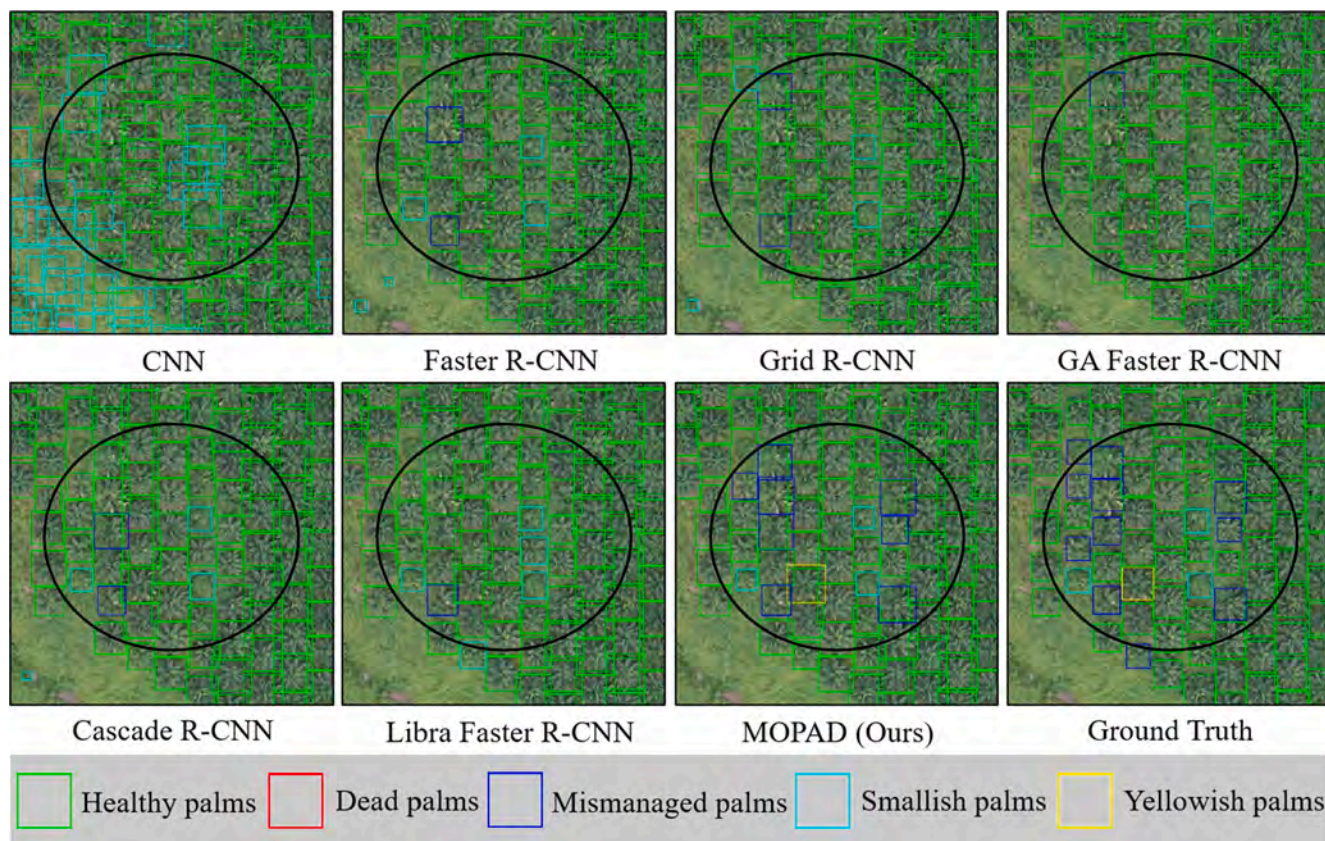 CNN
Faster R-CNN
Grid R-CNN
GA Faster R-CNN
Cascade R-CNN
Libra Faster R-CNN
MOPAD (Ours)
Ground Truth
Healthy palms
Dead palms
Mismanaged palms
Smallish palms
Yellowish palms